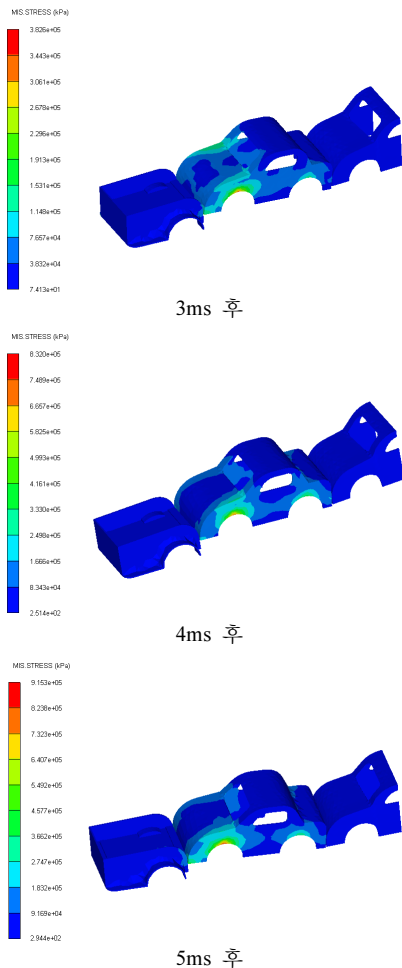 MIS.STRESS (kPa)
3.826e+05
3.443e+05
3.061e+05
2.678e+05
2.296e+05
1.913e+05
1.531e+05
1.148e+05
7.657e+04
3.832e+04
7.413e+01
3ms 후
MIS.STRESS (kPa)
8.320e+05
7.489e+05
6.657e+05
5.825e+05
4.993e+05
4.161e+05
3.330e+05
2.498e+05
1.666e+05
8.343e+04
2.514e+02
4ms 후
MIS.STRESS (kPa)
9.153e+05
8.238e+05
7.323e+05
6.407e+05
5.492e+05
4.577e+05
3.662e+05
2.747e+05
1.832e+05
9.169e+04
2.944e+02
5ms 후